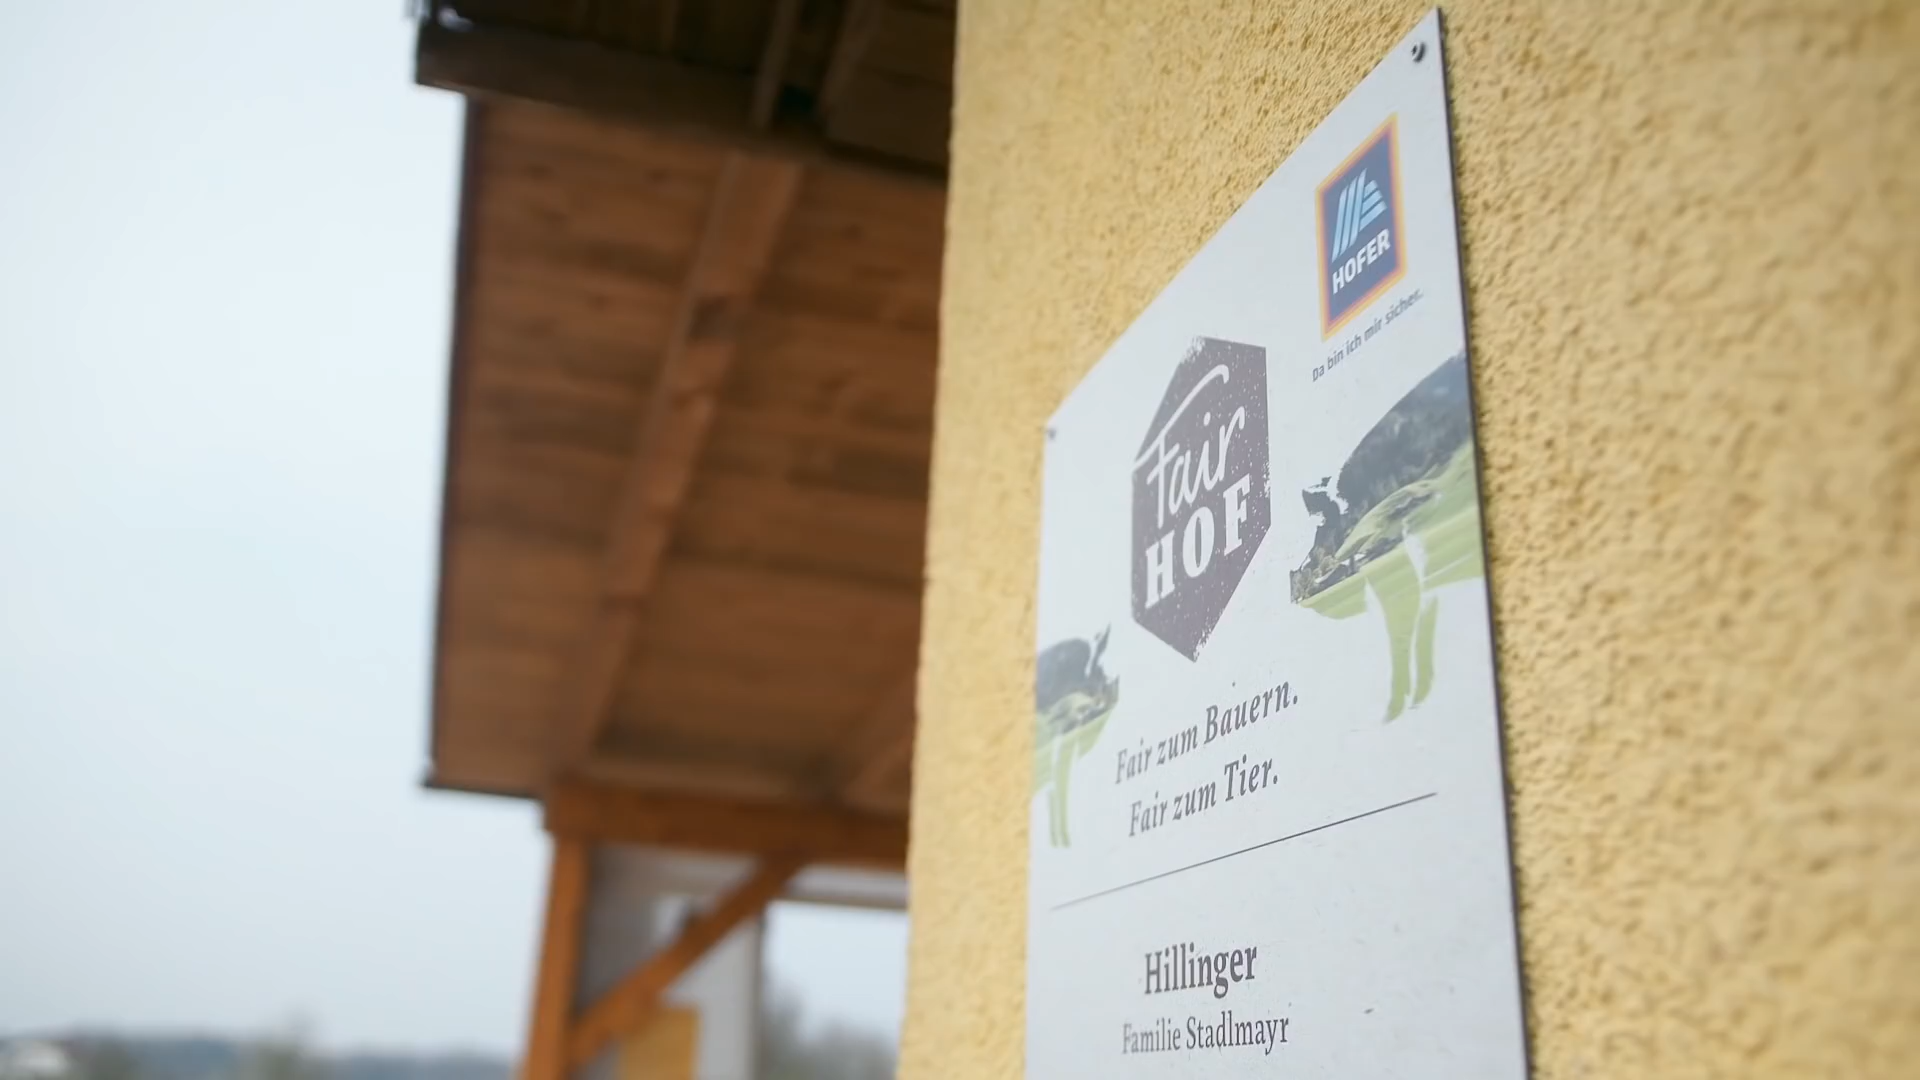 HOFER
Da bin ich mir sicher.
Fair
HOF
Fair zum Bauern.
Fair zum Tier.
Hillinger
Familie Stadlmayr